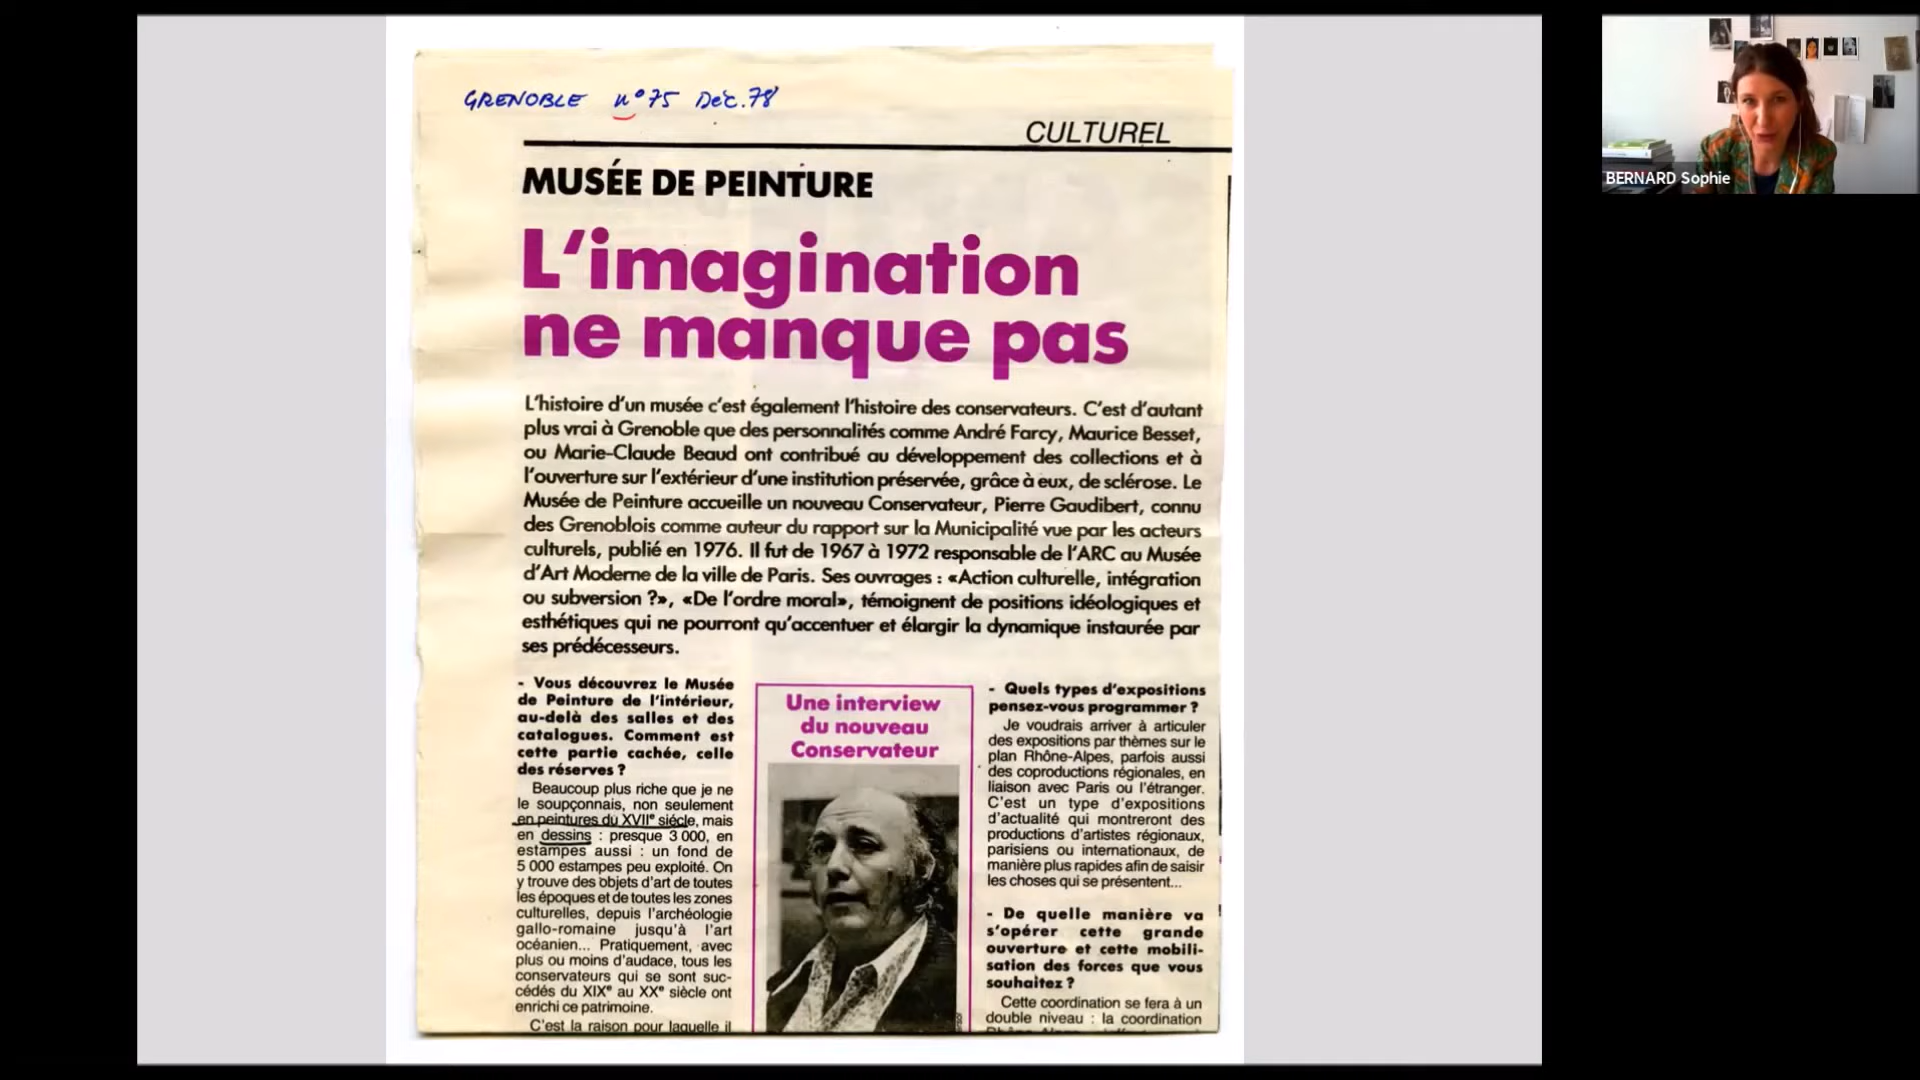 GRENOBLE n° 75 Déc. 78
CULTUREL
MUSÉE DE PEINTURE
L'imagination
ne manque pas
L'histoire d'un musée c'est également l'histoire des conservateurs. C'est d'autant
plus vrai à Grenoble que des personnalités comme André Farcy, Maurice Besset,
ou Marie-Claude Beaud ont contribué au développement des collections et à
l'ouverture sur l'extérieur d'une institution préservée, grâce à eux, de sclérose. Le
Musée de Peinture accueille un nouveau Conservateur, Pierre Gaudibert, connu
des Grenoblois comme auteur du rapport sur la Municipalité vue par les acteurs
culturels, publié en 1976. Il fut de 1967 à 1972 responsable de l'ARC au Musée
d'Art Moderne de la ville de Paris. Ses ouvrages : «Action culturelle, intégration
ou subversion ?», «De l'ordre moral», témoignent de positions idéologiques et
esthétiques qui ne pourront qu'accentuer et élargir la dynamique instaurée par
ses prédécesseurs.
- Vous découvrez le Musée
de Peinture de l'intérieur,
au-delà des salles et des
catalogues. Comment est
cette partie cachée, celle
des réserves ?
Beaucoup plus riche que je ne
le soupçonnais, non seulement
en peintures du XVIIe siécle, mais
en dessins : presque 3 000, en
estampes aussi : un fond de
5 000 estampes peu exploité. On
y trouve des objets d'art de toutes
les époques et de toutes les zones
culturelles, depuis l'archéologie
gallo-romaine jusqu'à l'art
océanien... Pratiquement, avec
plus ou moins d'audace, tous les
conservateurs qui se sont suc-
cédés du XIXe au XXe siècle ont
enrichi ce patrimoine.
C'est la raison pour laquelle il
Une interview
du nouveau
Conservateur
- Quels types d'expositions
pensez-vous programmer ?
Je voudrais arriver à articuler
des expositions par thèmes sur le
plan Rhône-Alpes, parfois aussi
des coproductions régionales, en
liaison avec Paris ou l'étranger.
C'est un type d'expositions
d'actualité qui montreront des
productions d'artistes régionaux,
parisiens ou internationaux, de
manière plus rapides afin de saisir
les choses qui se présentent...
- De quelle manière va
s'opérer cette grande
ouverture et cette mobili-
sation des forces que vous
souhaitez ?
Cette coordination se fera à un
double niveau : la coordination
BERNARD Sophie